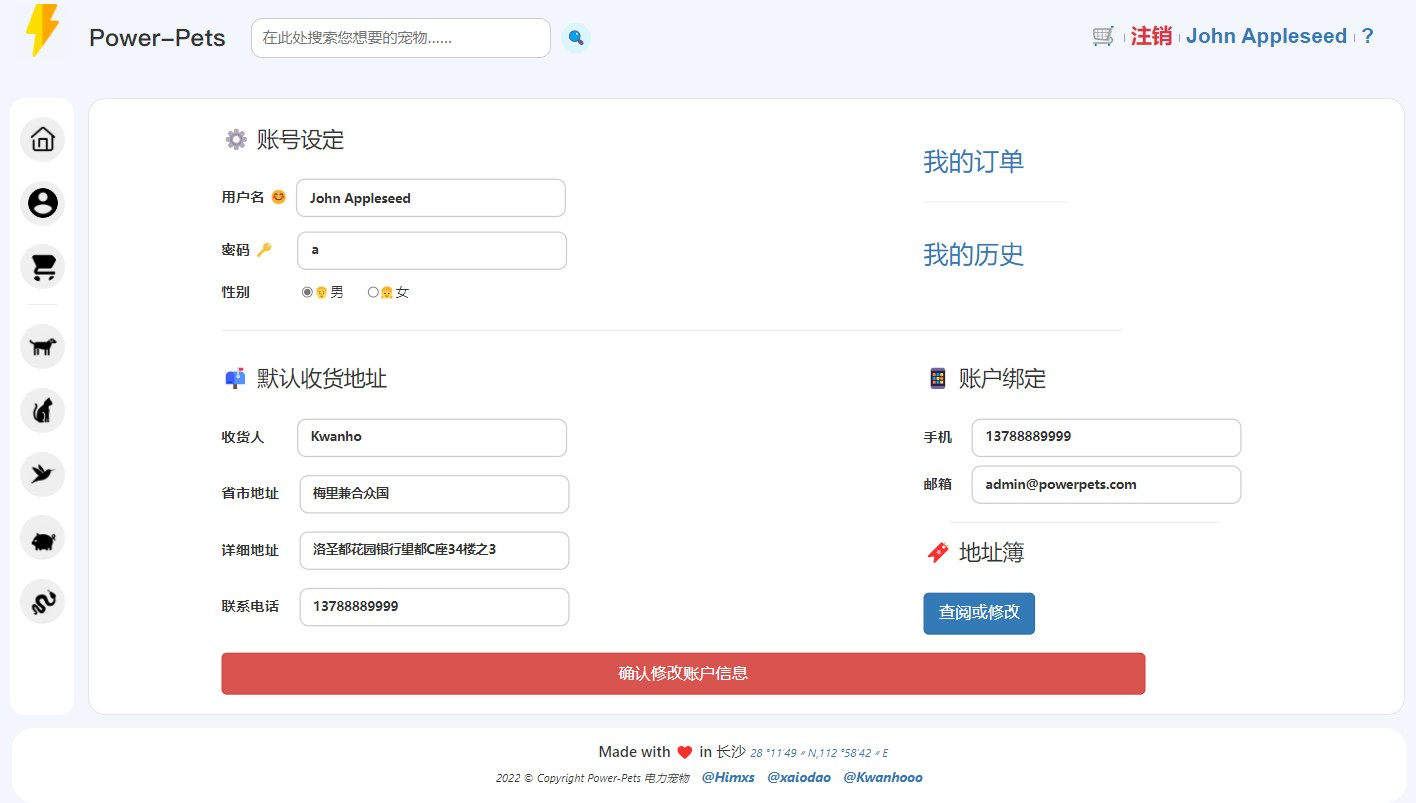 Power-Pets
在此处搜索您想要的宠物......
注销 John Appleseed ?
账号设定
用户名 John Appleseed
密码 a
性别 男 女
我的订单
我的历史
默认收货地址
收货人 Kwanho
省市地址 梅里兼合众国
详细地址 洛圣都花园银行望都C座34楼之3
联系电话 13788889999
账户绑定
手机 13788889999
邮箱 admin@powerpets.com
地址簿
查阅或修改
确认修改账户信息
Made with in 长沙 28 °11'49 〃N,112 °58'42 〃E
2022 © Copyright Power-Pets 电力宠物 @Himxs @xaiodao @Kwanhooo